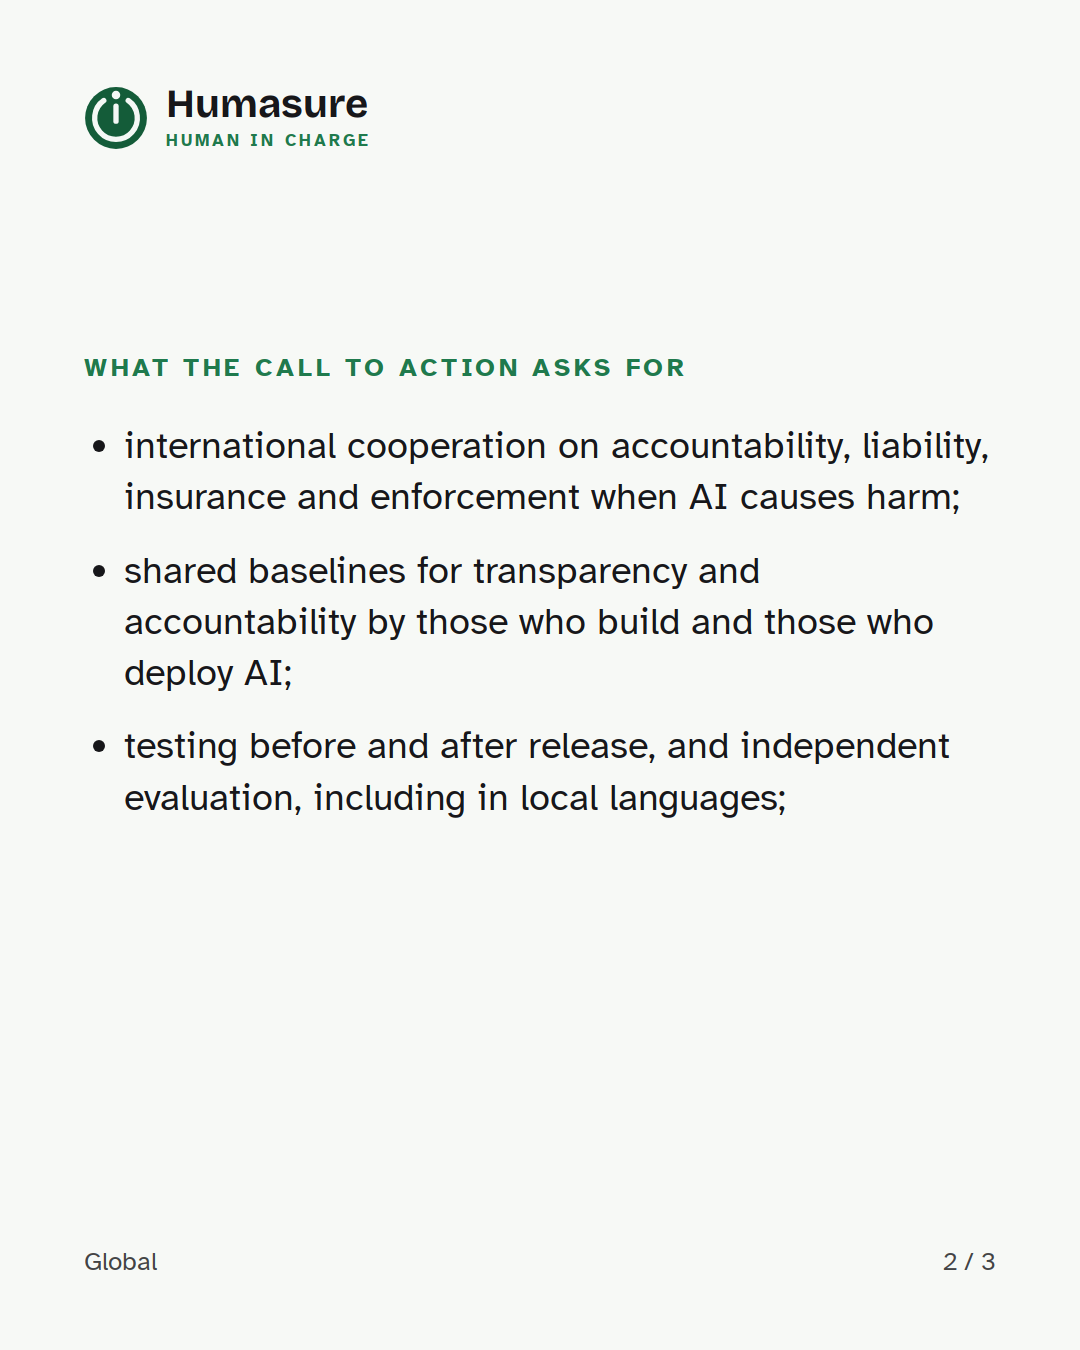 Humasure
HUMAN IN CHARGE
WHAT THE CALL TO ACTION ASKS FOR
• international cooperation on accountability, liability,
insurance and enforcement when AI causes harm;
• shared baselines for transparency and
accountability by those who build and those who
deploy AI;
• testing before and after release, and independent
evaluation, including in local languages;
Global
2 / 3